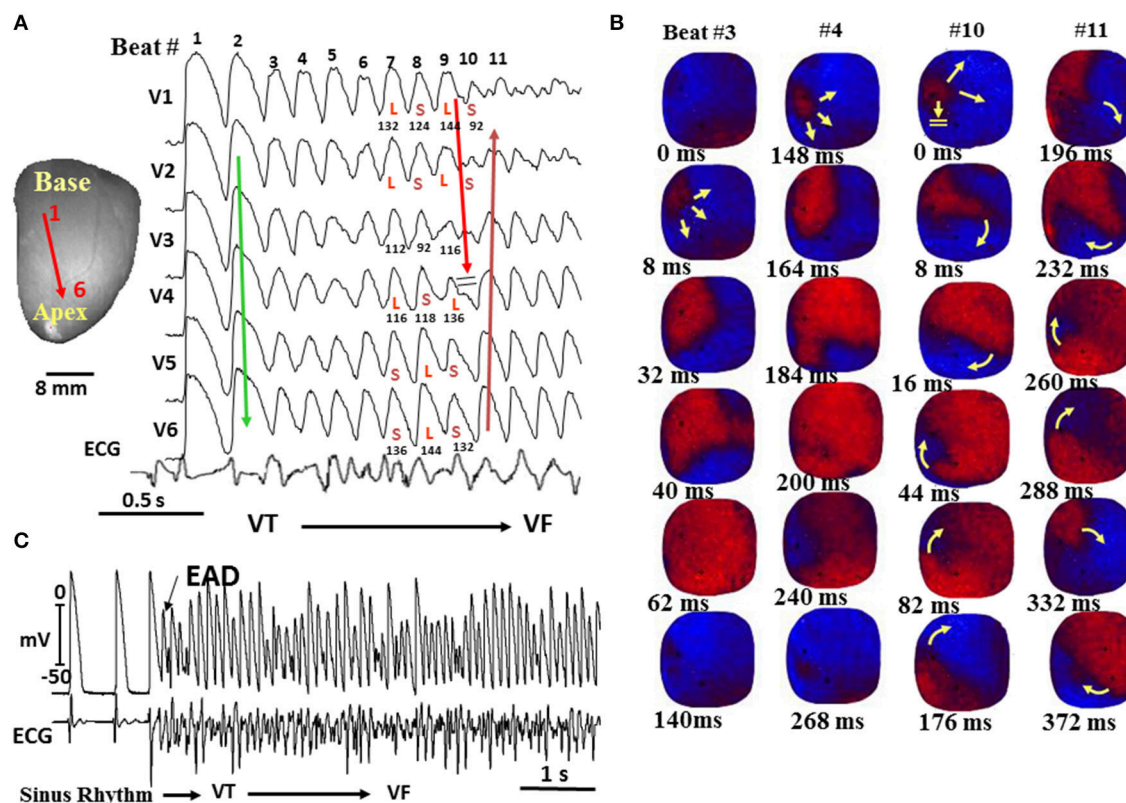 A
Beat # 1 2 3 4 5 6 7 8 9 10 11
V1
L S L S
132 124 144 92
V2
L S L S
V3
112 92 116
V4
L S L
116 118 136
V5
S L S
V6
S L S
136 144 132
ECG
0.5 s
VT VF
Base
1
6
Apex
8 mm
B
Beat #3 #4 #10 #11
0 ms 148 ms 0 ms 196 ms
8 ms 164 ms 8 ms 232 ms
32 ms 184 ms 16 ms 260 ms
40 ms 200 ms 44 ms 288 ms
62 ms 240 ms 82 ms 332 ms
140ms 268 ms 176 ms 372 ms
C
EAD
0
mV
-50
ECG
1 s
Sinus Rhythm VT VF